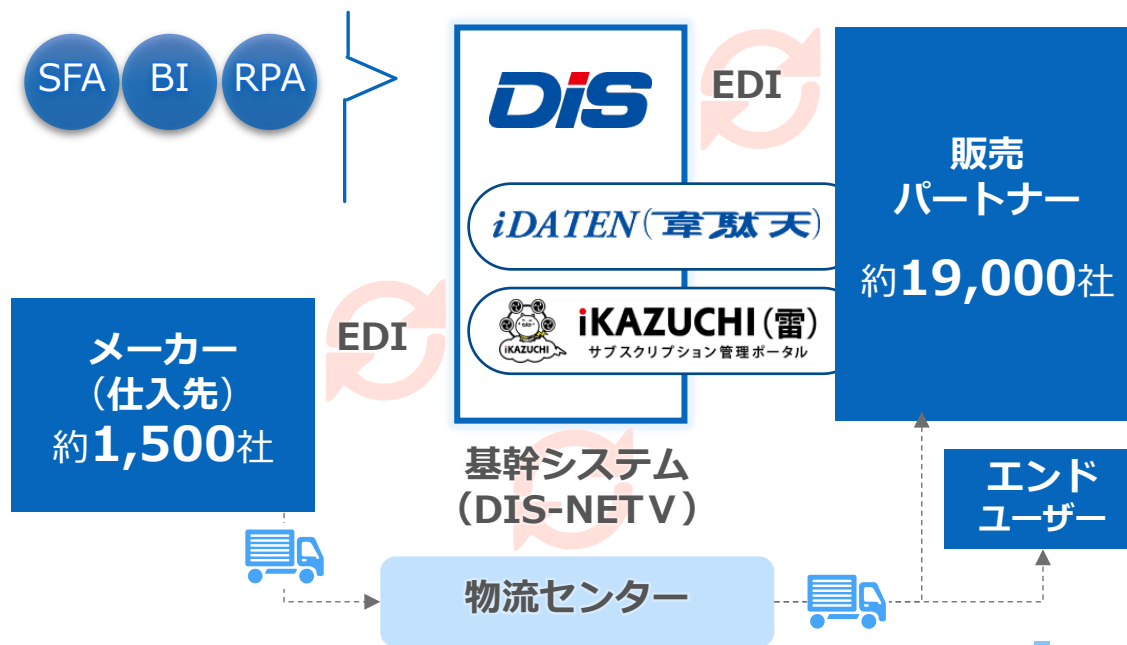 SFA BI RPA
DiS
EDI
iDATEN(韋駄天)
iKAZUCHI
iKAZUCHI(雷)
サブスクリプション管理ポータル
販売
パートナー
約19,000社
メーカー
（仕入先）
約1,500社
EDI
基幹システム
（DIS-NETⅤ）
エンド
ユーザー
物流センター